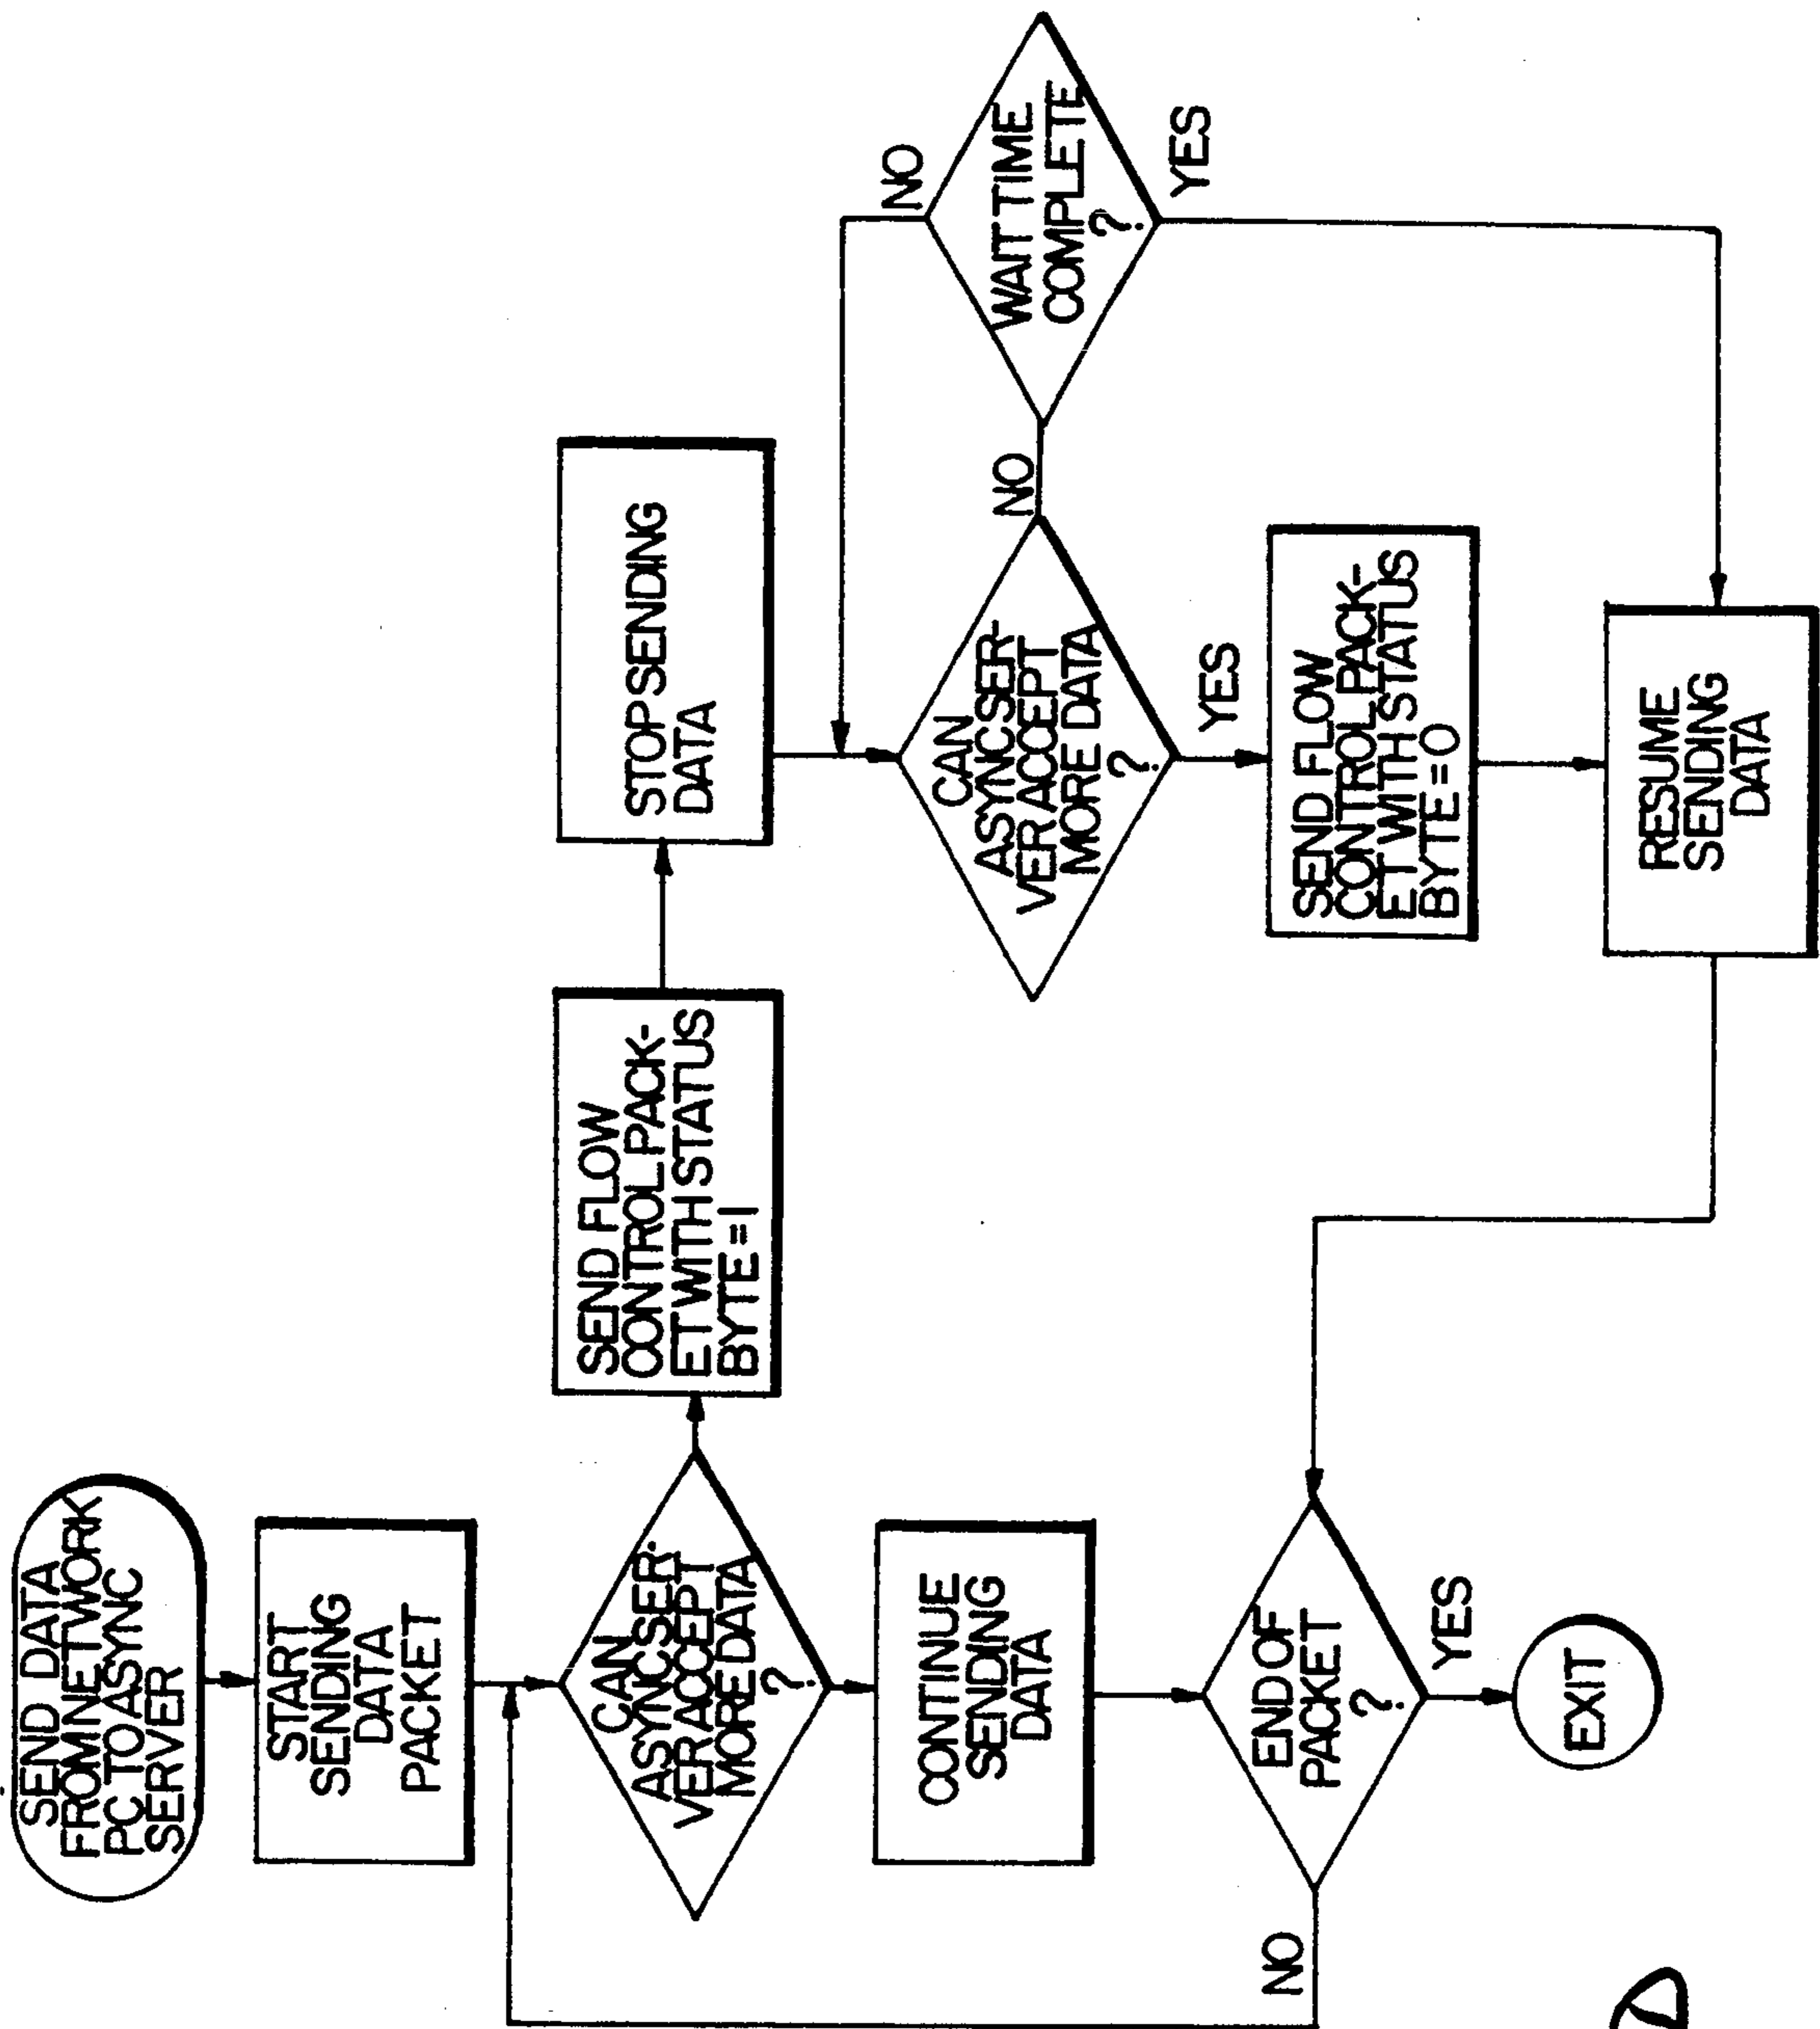 SEND DATA
FROM NETWORK
PC TO ASYNC
SERVER
START
SENDING
DATA
PACKET
CAN
ASYNC SER-
VER ACCEPT
MORE DATA
?
CONTINUE
SENDING
DATA
END OF
PACKET
?
NO
YES
EXIT
SEND FLOW
CONTROL PACK-
ET WITH STATUS
BYTE = 1
STOP SENDING
DATA
CAN
ASYNC SER-
VER ACCEPT
MORE DATA
?
NO
YES
WAIT TIME
COMPLETE
?
NO
YES
SEND FLOW
CONTROL PACK-
ET WITH STATUS
BYTE = 0
RESUME
SENDING
DATA